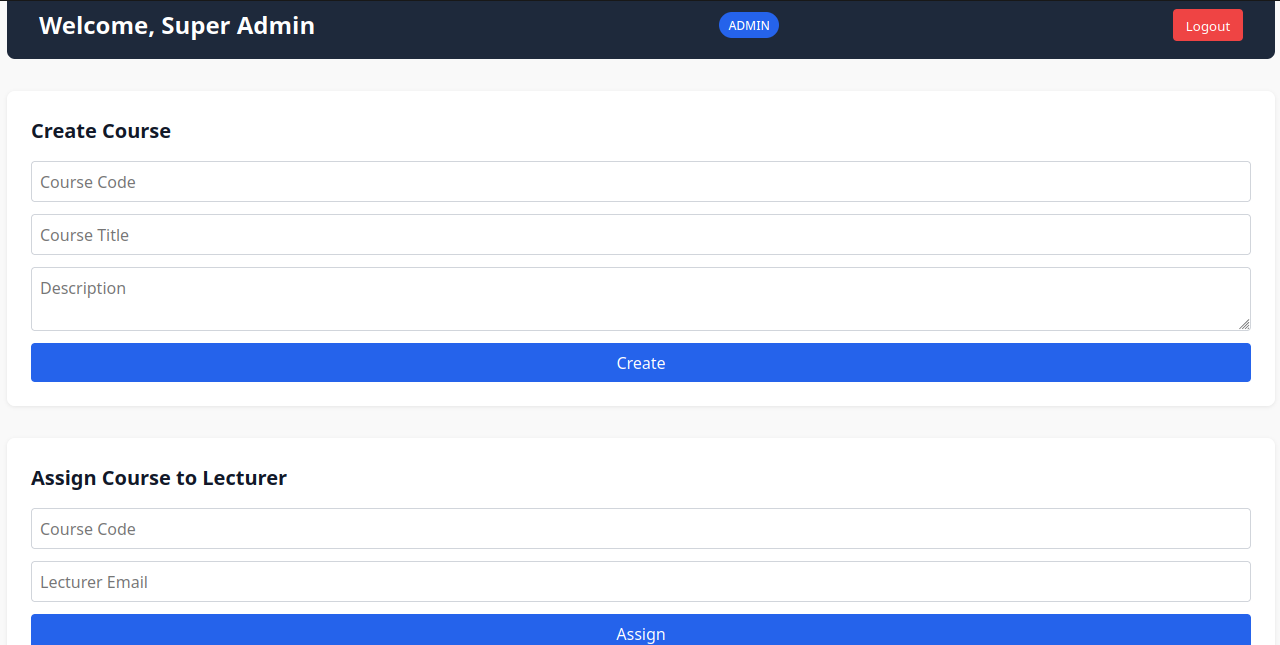 Welcome, Super Admin
ADMIN
Logout
Create Course
Course Code
Course Title
Description
Create
Assign Course to Lecturer
Course Code
Lecturer Email
Assign